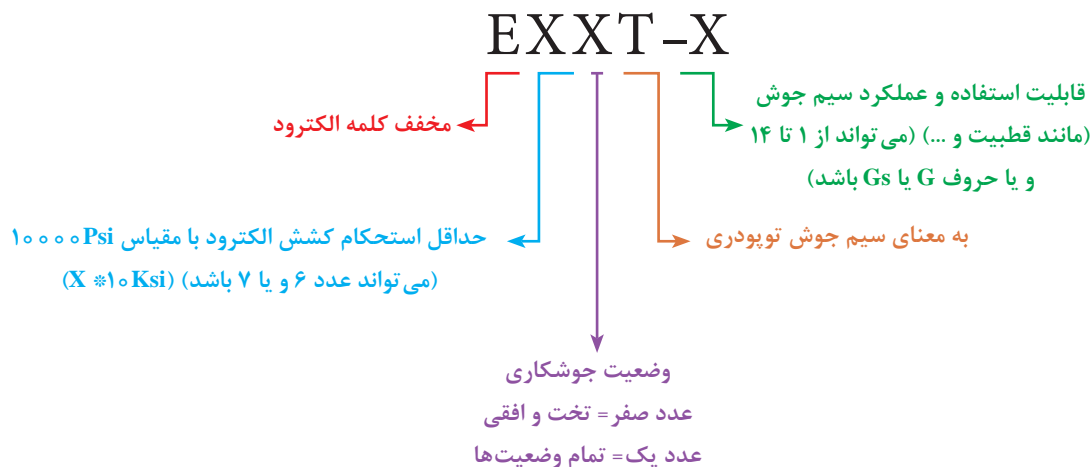 EXXT-X
قابلیت استفاده و عملکرد سیم جوش
(مانند قطبیت و ...) (می‌تواند از ۱ تا ۱۴
و یا حروف G یا Gs باشد)
مخفف کلمه الکترود
به معنای سیم جوش توپودری
حداقل استحکام کشش الکترود با مقیاس ۱۰۰۰۰Psi
(می‌تواند عدد ۶ و یا ۷ باشد) (X *۱۰Ksi)
وضعیت جوشکاری
عدد صفر= تخت و افقی
عدد یک= تمام وضعیت‌ها